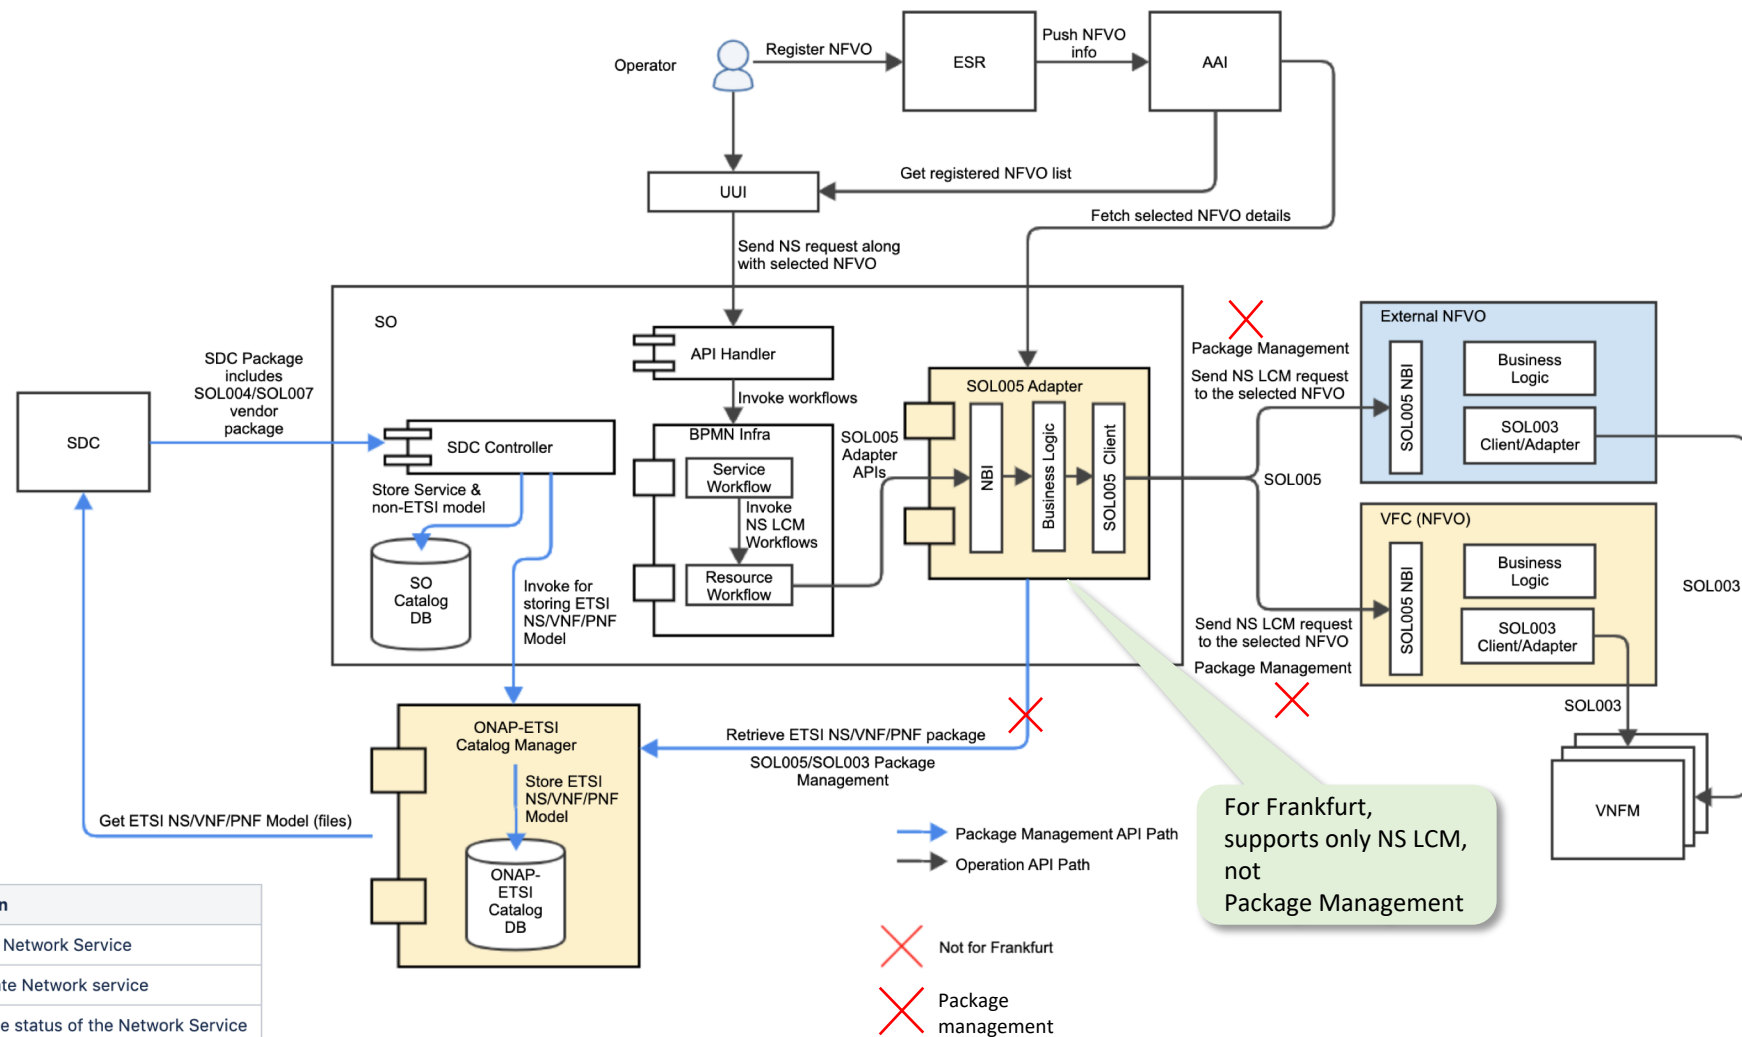 Operator
Register NFVO
ESR
Push NFVO
info
AAI
Get registered NFVO list
UUI
Fetch selected NFVO details
Send NS request along
with selected NFVO
SO
API Handler
Invoke workflows
SDC Package
includes
SOL004/SOL007
vendor
package
SDC
SDC Controller
Store Service &
non-ETSI model
SO
Catalog
DB
Invoke for
storing ETSI
NS/VNF/PNF
Model
BPMN Infra
Service
Workflow
Invoke
NS LCM
Workflows
Resource
Workflow
SOL005
Adapter
APIs
SOL005 Adapter
NBI
Business Logic
SOL005 Client
Package Management
Send NS LCM request
to the selected NFVO
SOL005
Send NS LCM request
to the selected NFVO
Package Management
External NFVO
SOL005 NBI
Business
Logic
SOL003
Client/Adapter
VFC (NFVO)
SOL005 NBI
Business
Logic
SOL003
Client/Adapter
SOL003
SOL003
VNFM
ONAP-ETSI
Catalog Manager
Store ETSI
NS/VNF/PNF
Model
ONAP-
ETSI
Catalog
DB
Retrieve ETSI NS/VNF/PNF package
SOL005/SOL003 Package
Management
Get ETSI NS/VNF/PNF Model (files)
Package Management API Path
Operation API Path
For Frankfurt,
supports only NS LCM,
not
Package Management
Not for Frankfurt
Package
management
Network Service
Network service
status of the Network Service